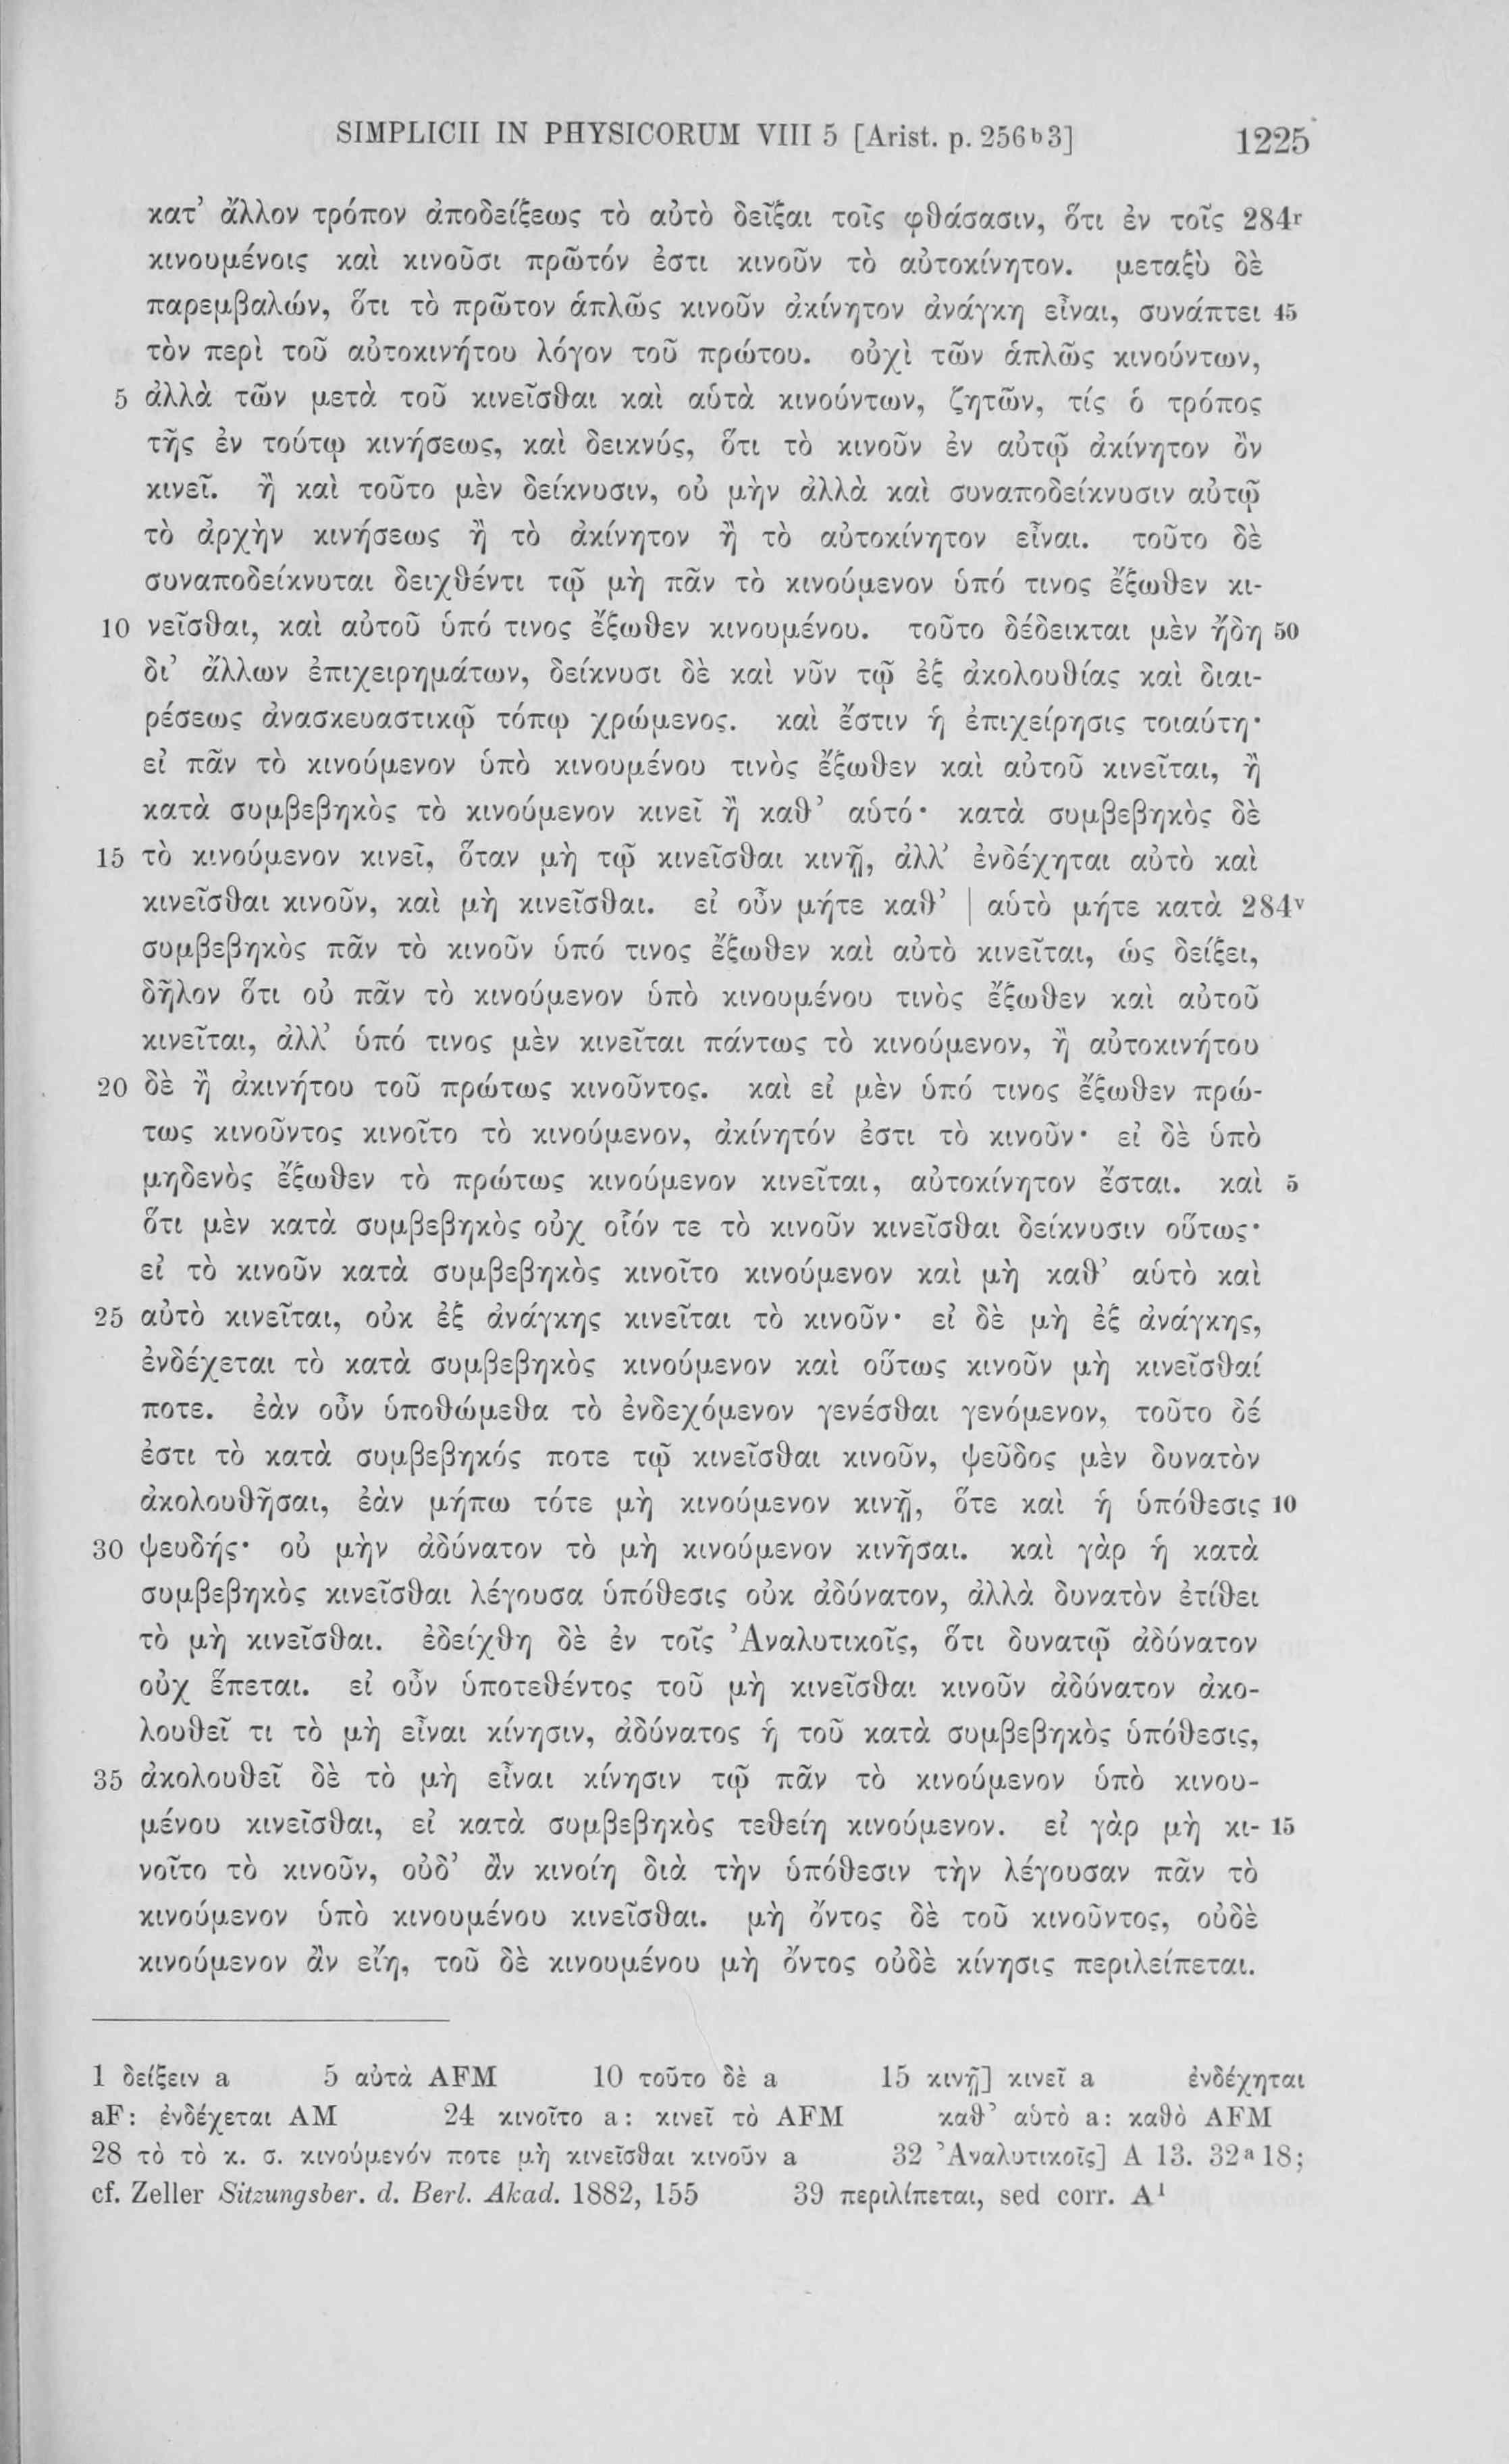 SIMPLICII IN PHYSICORUM VIII 5 [Arist. p. 256b3] 1225
κατ' ἄλλον τρόπον ἀποδείξεως τὸ αὐτὸ δεῖξαι τοῖς φθάσασιν, ὅτι ἐν τοῖς 284r
κινουμένοις καὶ κινοῦσι πρῶτόν ἐστι κινοῦν τὸ αὐτοκίνητον. μεταξὺ δὲ
παρεμβαλών, ὅτι τὸ πρῶτον ἁπλῶς κινοῦν ἀκίνητον ἀνάγκη εἶναι, συνάπτει 45
τὸν περὶ τοῦ αὐτοκινήτου λόγον τοῦ πρώτου. οὐχὶ τῶν ἁπλῶς κινούντων,
5 ἀλλὰ τῶν μετὰ τοῦ κινεῖσθαι καὶ αὑτὰ κινούντων, ζητῶν, τίς ὁ τρόπος
τῆς ἐν τούτῳ κινήσεως, καὶ δεικνύς, ὅτι τὸ κινοῦν ἐν αὐτῷ ἀκίνητον ὂν
κινεῖ. ἢ καὶ τοῦτο μὲν δείκνυσιν, οὐ μὴν ἀλλὰ καὶ συναποδείκνυσιν αὐτῷ
τὸ ἀρχὴν κινήσεως ἢ τὸ ἀκίνητον ἢ τὸ αὐτοκίνητον εἶναι. τοῦτο δὲ
συναποδείκνυται δειχθέντι τῷ μὴ πᾶν τὸ κινούμενον ὑπό τινος ἔξωθεν κι-
10 νεῖσθαι, καὶ αὐτοῦ ὑπό τινος ἔξωθεν κινουμένου. τοῦτο δέδεικται μὲν ἤδη 50
δι' ἄλλων ἐπιχειρημάτων, δείκνυσι δὲ καὶ νῦν τῷ ἐξ ἀκολουθίας καὶ διαι-
ρέσεως ἀνασκευαστικῷ τόπῳ χρώμενος. καὶ ἔστιν ἡ ἐπιχείρησις τοιαύτη·
εἰ πᾶν τὸ κινούμενον ὑπὸ κινουμένου τινὸς ἔξωθεν καὶ αὐτοῦ κινεῖται, ἢ
κατὰ συμβεβηκὸς τὸ κινούμενον κινεῖ ἢ καθ' αὑτό· κατὰ συμβεβηκὸς δὲ
15 τὸ κινούμενον κινεῖ, ὅταν μὴ τῷ κινεῖσθαι κινῇ, ἀλλ' ἐνδέχηται αὐτὸ καὶ
κινεῖσθαι κινοῦν, καὶ μὴ κινεῖσθαι. εἰ οὖν μήτε καθ' | αὑτὸ μήτε κατὰ 284v
συμβεβηκὸς πᾶν τὸ κινοῦν ὑπό τινος ἔξωθεν καὶ αὐτὸ κινεῖται, ὡς δείξει,
δῆλον ὅτι οὐ πᾶν τὸ κινούμενον ὑπὸ κινουμένου τινὸς ἔξωθεν καὶ αὐτοῦ
κινεῖται, ἀλλ' ὑπό τινος μὲν κινεῖται πάντως τὸ κινούμενον, ἢ αὐτοκινήτου
20 δὲ ἢ ἀκινήτου τοῦ πρώτως κινοῦντος. καὶ εἰ μὲν ὑπό τινος ἔξωθεν πρώ-
τως κινοῦντος κινοῖτο τὸ κινούμενον, ἀκίνητόν ἐστι τὸ κινοῦν· εἰ δὲ ὑπὸ
μηδενὸς ἔξωθεν τὸ πρώτως κινούμενον κινεῖται, αὐτοκίνητον ἔσται. καὶ 5
ὅτι μὲν κατὰ συμβεβηκὸς οὐχ οἷόν τε τὸ κινοῦν κινεῖσθαι δείκνυσιν οὕτως·
εἰ τὸ κινοῦν κατὰ συμβεβηκὸς κινοῖτο κινούμενον καὶ μὴ καθ' αὑτὸ καὶ
25 αὐτὸ κινεῖται, οὐκ ἐξ ἀνάγκης κινεῖται τὸ κινοῦν· εἰ δὲ μὴ ἐξ ἀνάγκης,
ἐνδέχεται τὸ κατὰ συμβεβηκὸς κινούμενον καὶ οὕτως κινοῦν μὴ κινεῖσθαί
ποτε. ἐὰν οὖν ὑποθώμεθα τὸ ἐνδεχόμενον γενέσθαι γενόμενον, τοῦτο δέ
ἐστι τὸ κατὰ συμβεβηκός ποτε τῷ κινεῖσθαι κινοῦν, ψεῦδος μὲν δυνατὸν
ἀκολουθῆσαι, ἐὰν μήπω τότε μὴ κινούμενον κινῇ, ὅτε καὶ ἡ ὑπόθεσις 10
30 ψευδής· οὐ μὴν ἀδύνατον τὸ μὴ κινούμενον κινῆσαι. καὶ γὰρ ἡ κατὰ
συμβεβηκὸς κινεῖσθαι λέγουσα ὑπόθεσις οὐκ ἀδύνατον, ἀλλὰ δυνατὸν ἐτίθει
τὸ μὴ κινεῖσθαι. ἐδείχθη δὲ ἐν τοῖς Ἀναλυτικοῖς, ὅτι δυνατῷ ἀδύνατον
οὐχ ἕπεται. εἰ οὖν ὑποτεθέντος τοῦ μὴ κινεῖσθαι κινοῦν ἀδύνατον ἀκο-
λουθεῖ τι τὸ μὴ εἶναι κίνησιν, ἀδύνατος ἡ τοῦ κατὰ συμβεβηκὸς ὑπόθεσις,
35 ἀκολουθεῖ δὲ τὸ μὴ εἶναι κίνησιν τῷ πᾶν τὸ κινούμενον ὑπὸ κινου-
μένου κινεῖσθαι, εἰ κατὰ συμβεβηκὸς τεθείη κινούμενον. εἰ γὰρ μὴ κι- 15
νοῖτο τὸ κινοῦν, οὐδ' ἂν κινοίη διὰ τὴν ὑπόθεσιν τὴν λέγουσαν πᾶν τὸ
κινούμενον ὑπὸ κινουμένου κινεῖσθαι. μὴ ὄντος δὲ τοῦ κινοῦντος, οὐδὲ
κινούμενον ἂν εἴη, τοῦ δὲ κινουμένου μὴ ὄντος οὐδὲ κίνησις περιλείπεται.
1 δείξειν a 5 αὐτὰ AFM 10 τοῦτο δὲ a 15 κινῇ] κινεῖ a ἐνδέχηται
aF: ἐνδέχεται AM 24 κινοῖτο a: κινεῖ τὸ AFM καθ' αὑτὸ a: καθὸ AFM
28 τὸ τὸ κ. σ. κινούμενόν ποτε μὴ κινεῖσθαι κινοῦν a 32 Ἀναλυτικοῖς] A 13. 32a18;
cf. Zeller Sitzungsber. d. Berl. Akad. 1882, 155 39 περιλίπεται, sed corr. A1